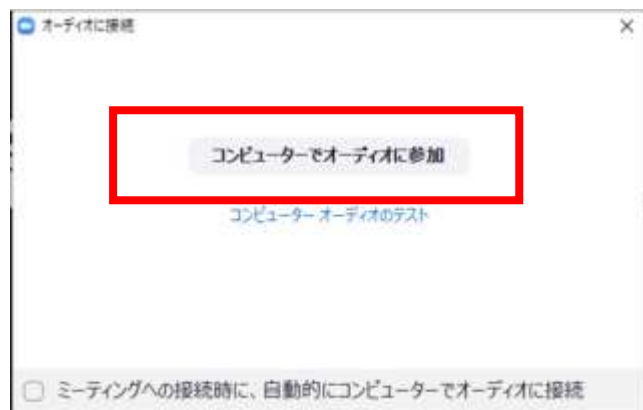 オーディオに接続
コンピューターでオーディオに参加
コンピューター オーディオのテスト
ミーティングへの接続時に、自動的にコンピューターでオーディオに接続